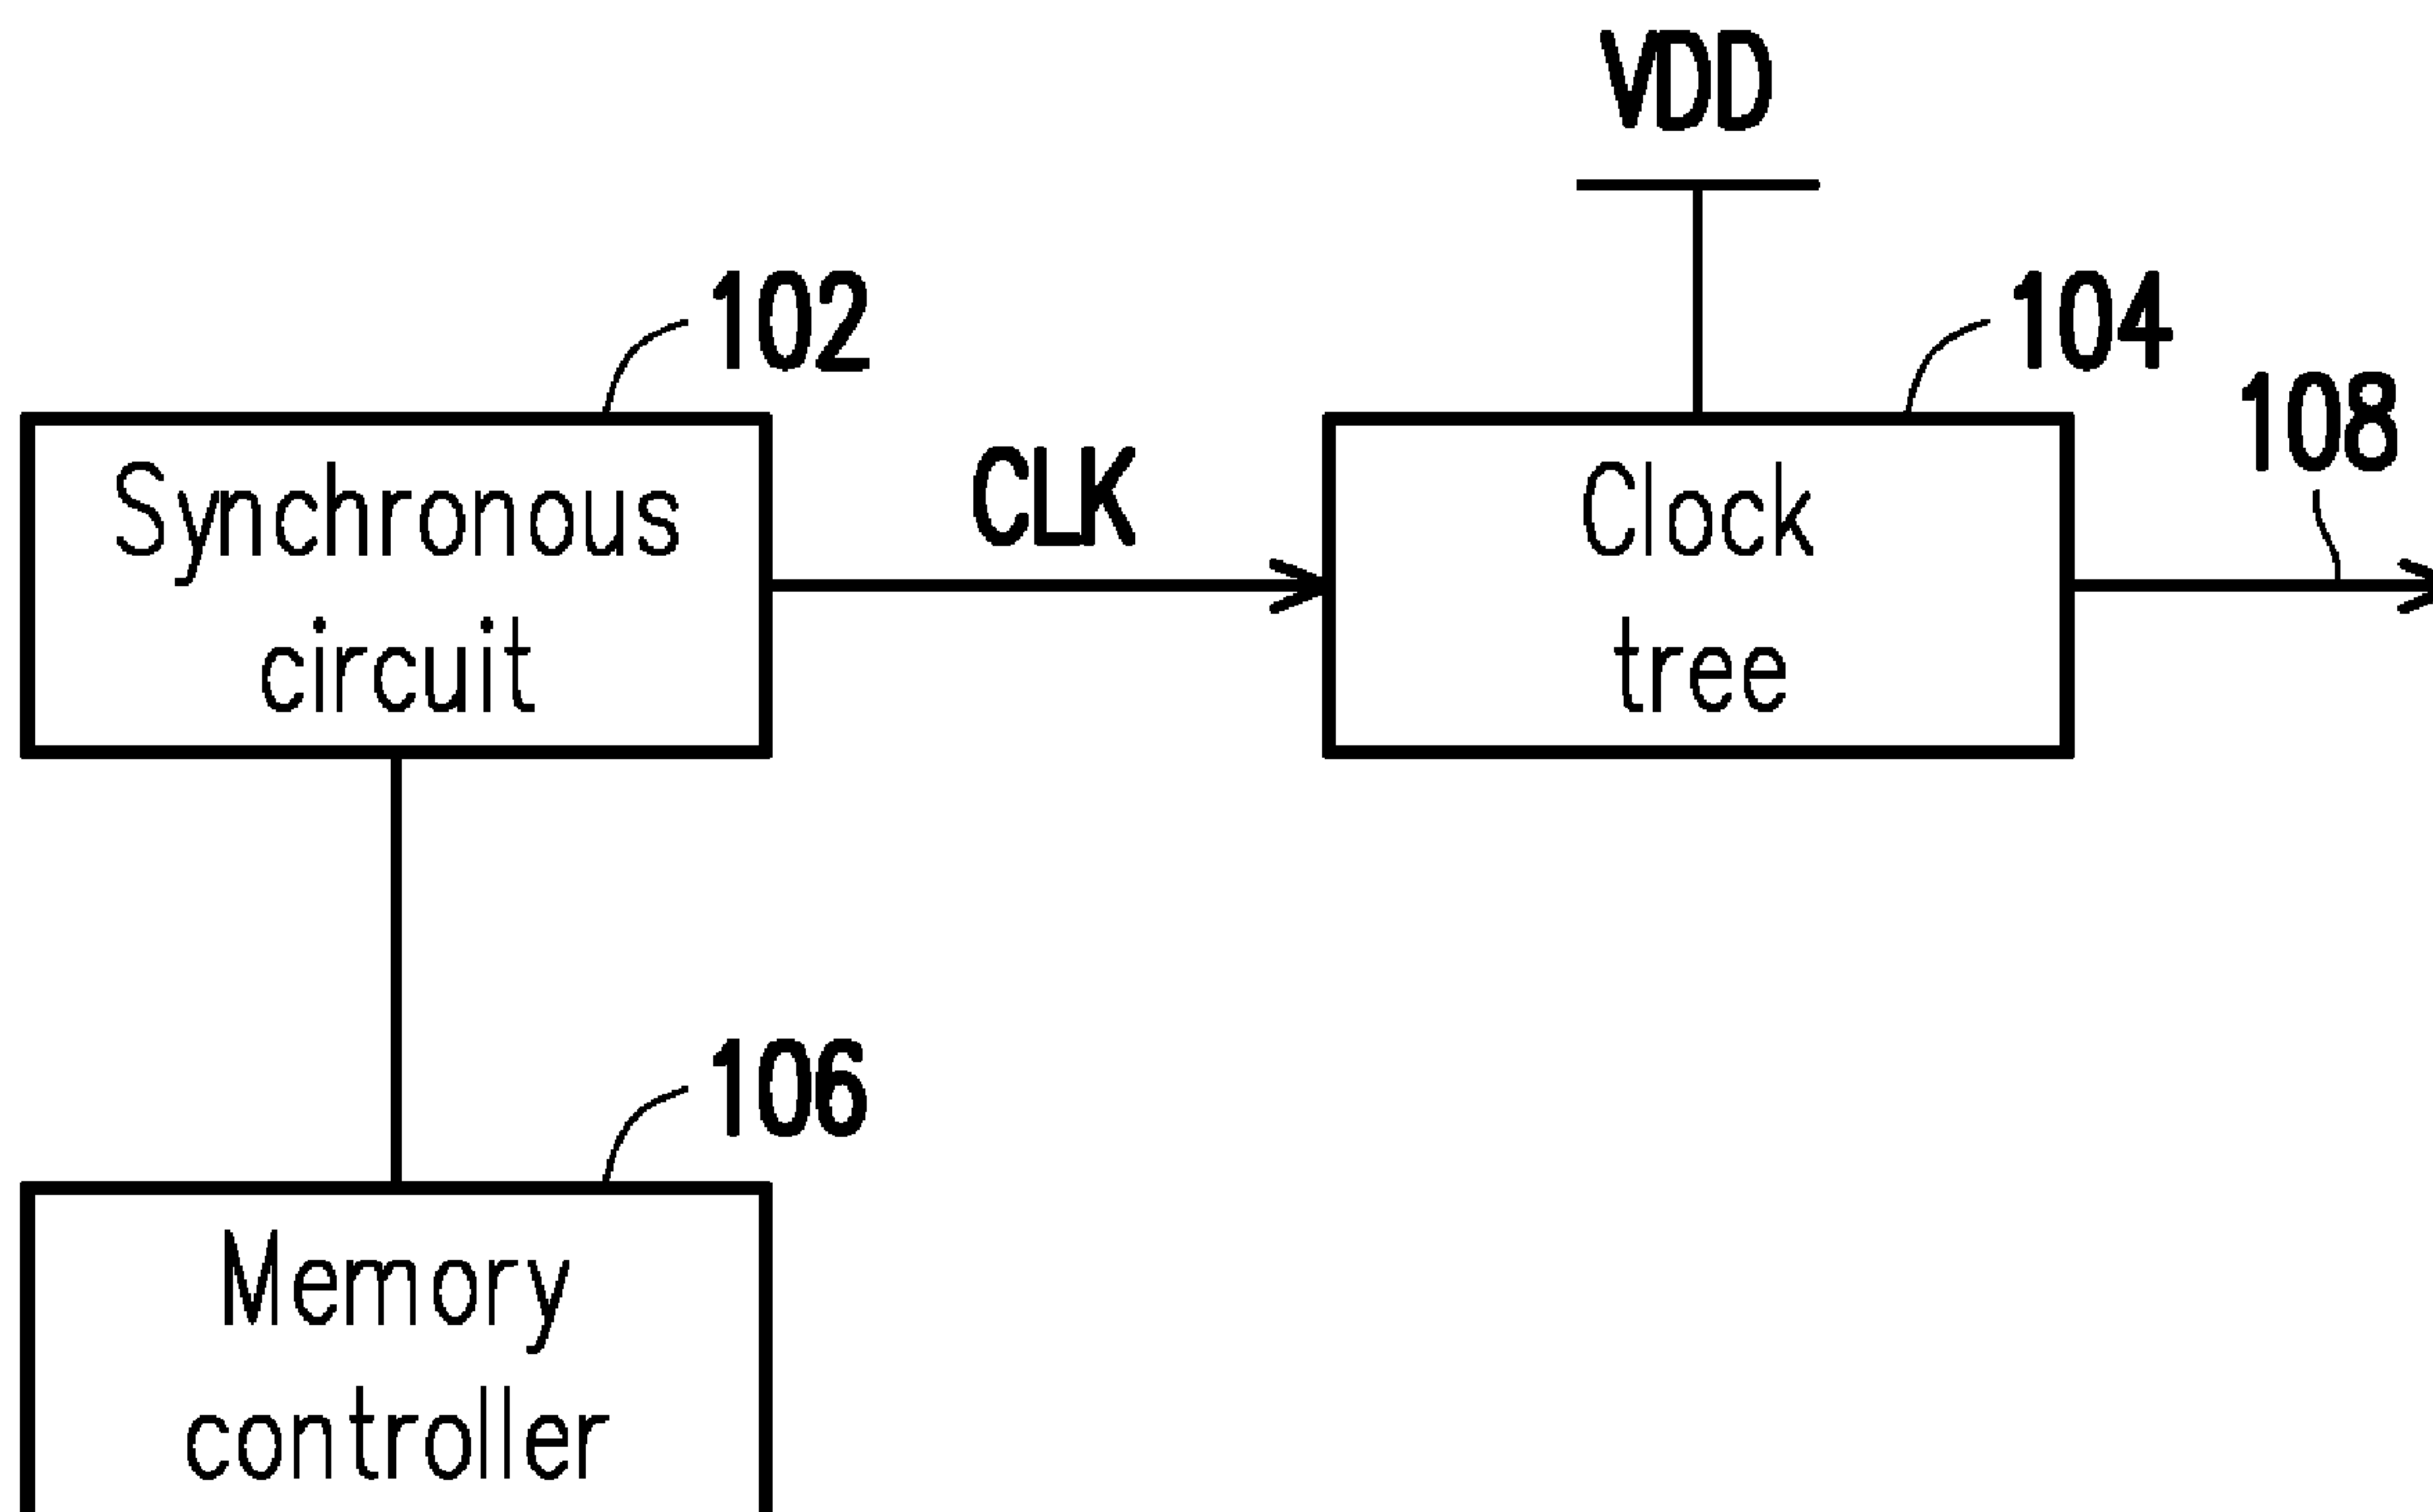 VDD
102
104
108
Synchronous
circuit
CLK
Clock
tree
106
Memory
controller